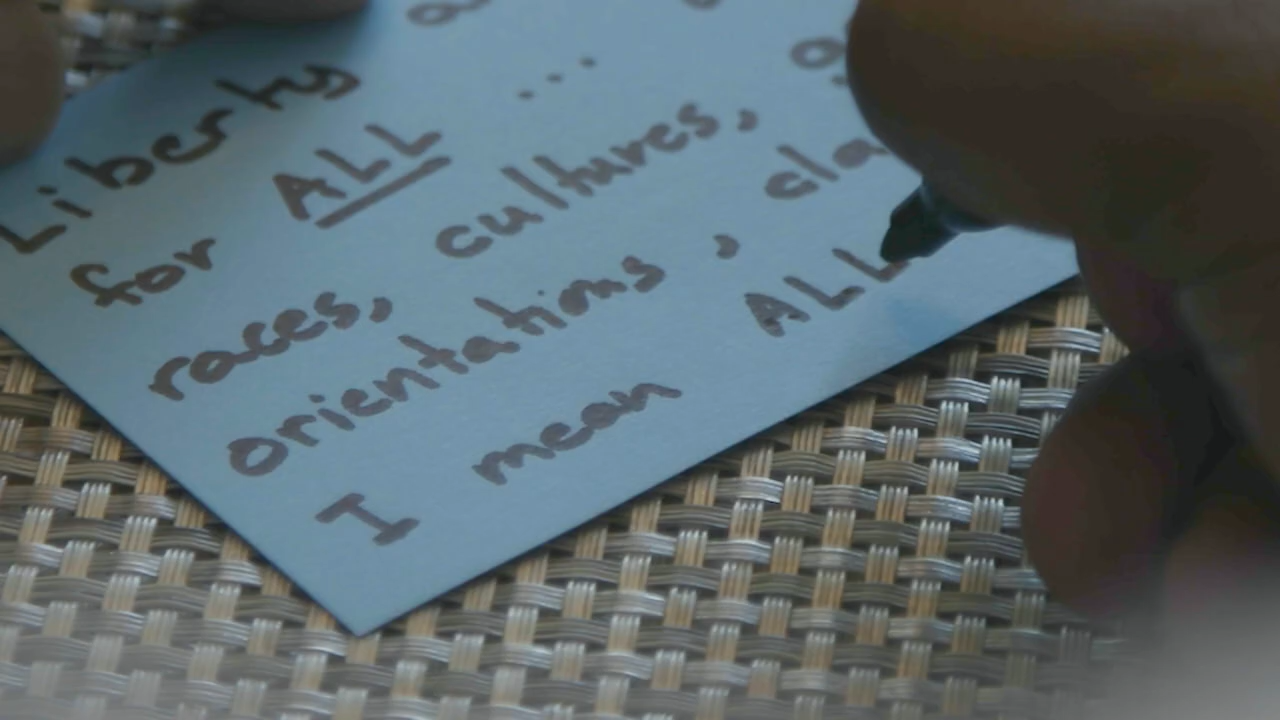 Liberty
for ALL ...
races, cultures,
orientations,
I mean ALL